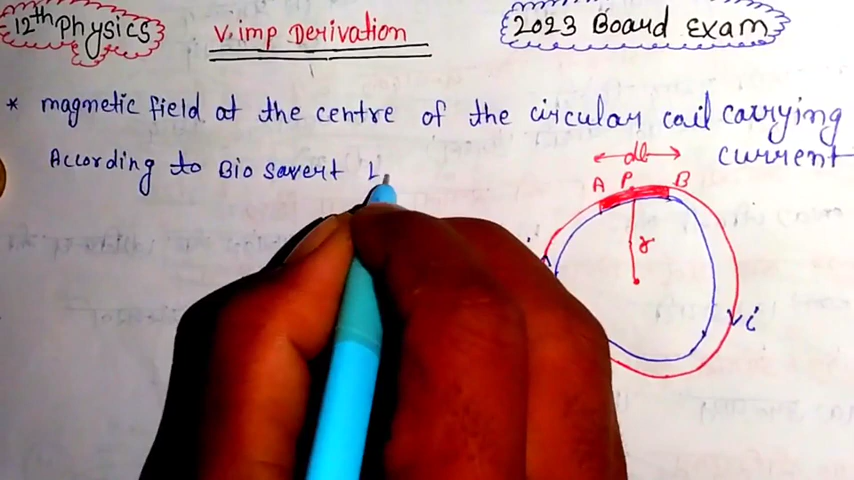 12th Physics
V. imp Derivation
2023 Board Exam
* magnetic field at the centre of the circular coil carrying
current
According to Bio savert L
dl
A P B
r
i